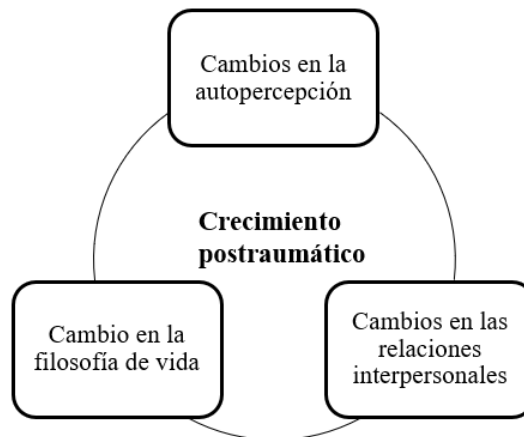 Cambios en la
autopercepción
Crecimiento
postraumático
Cambio en la
filosofía de vida
Cambios en las
relaciones
interpersonales